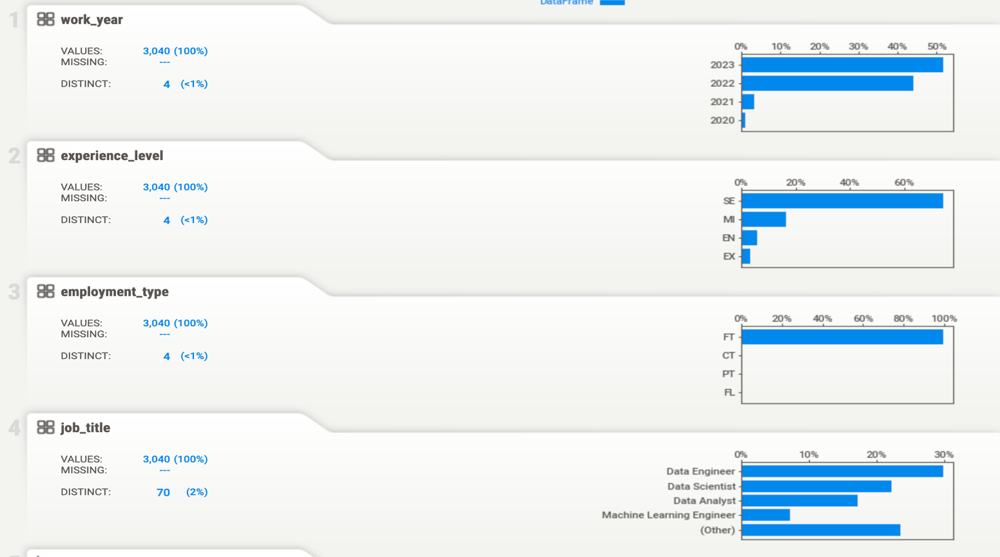 DataFrame
1 work_year
VALUES: 3,040 (100%)
MISSING: ---
DISTINCT: 4 (<1%)
0% 10% 20% 30% 40% 50%
2023
2022
2021
2020
2 experience_level
VALUES: 3,040 (100%)
MISSING: ---
DISTINCT: 4 (<1%)
0% 20% 40% 60%
SE
MI
EN
EX
3 employment_type
VALUES: 3,040 (100%)
MISSING: ---
DISTINCT: 4 (<1%)
0% 20% 40% 60% 80% 100%
FT
CT
PT
FL
4 job_title
VALUES: 3,040 (100%)
MISSING: ---
DISTINCT: 70 (2%)
0% 10% 20% 30%
Data Engineer
Data Scientist
Data Analyst
Machine Learning Engineer
(Other)